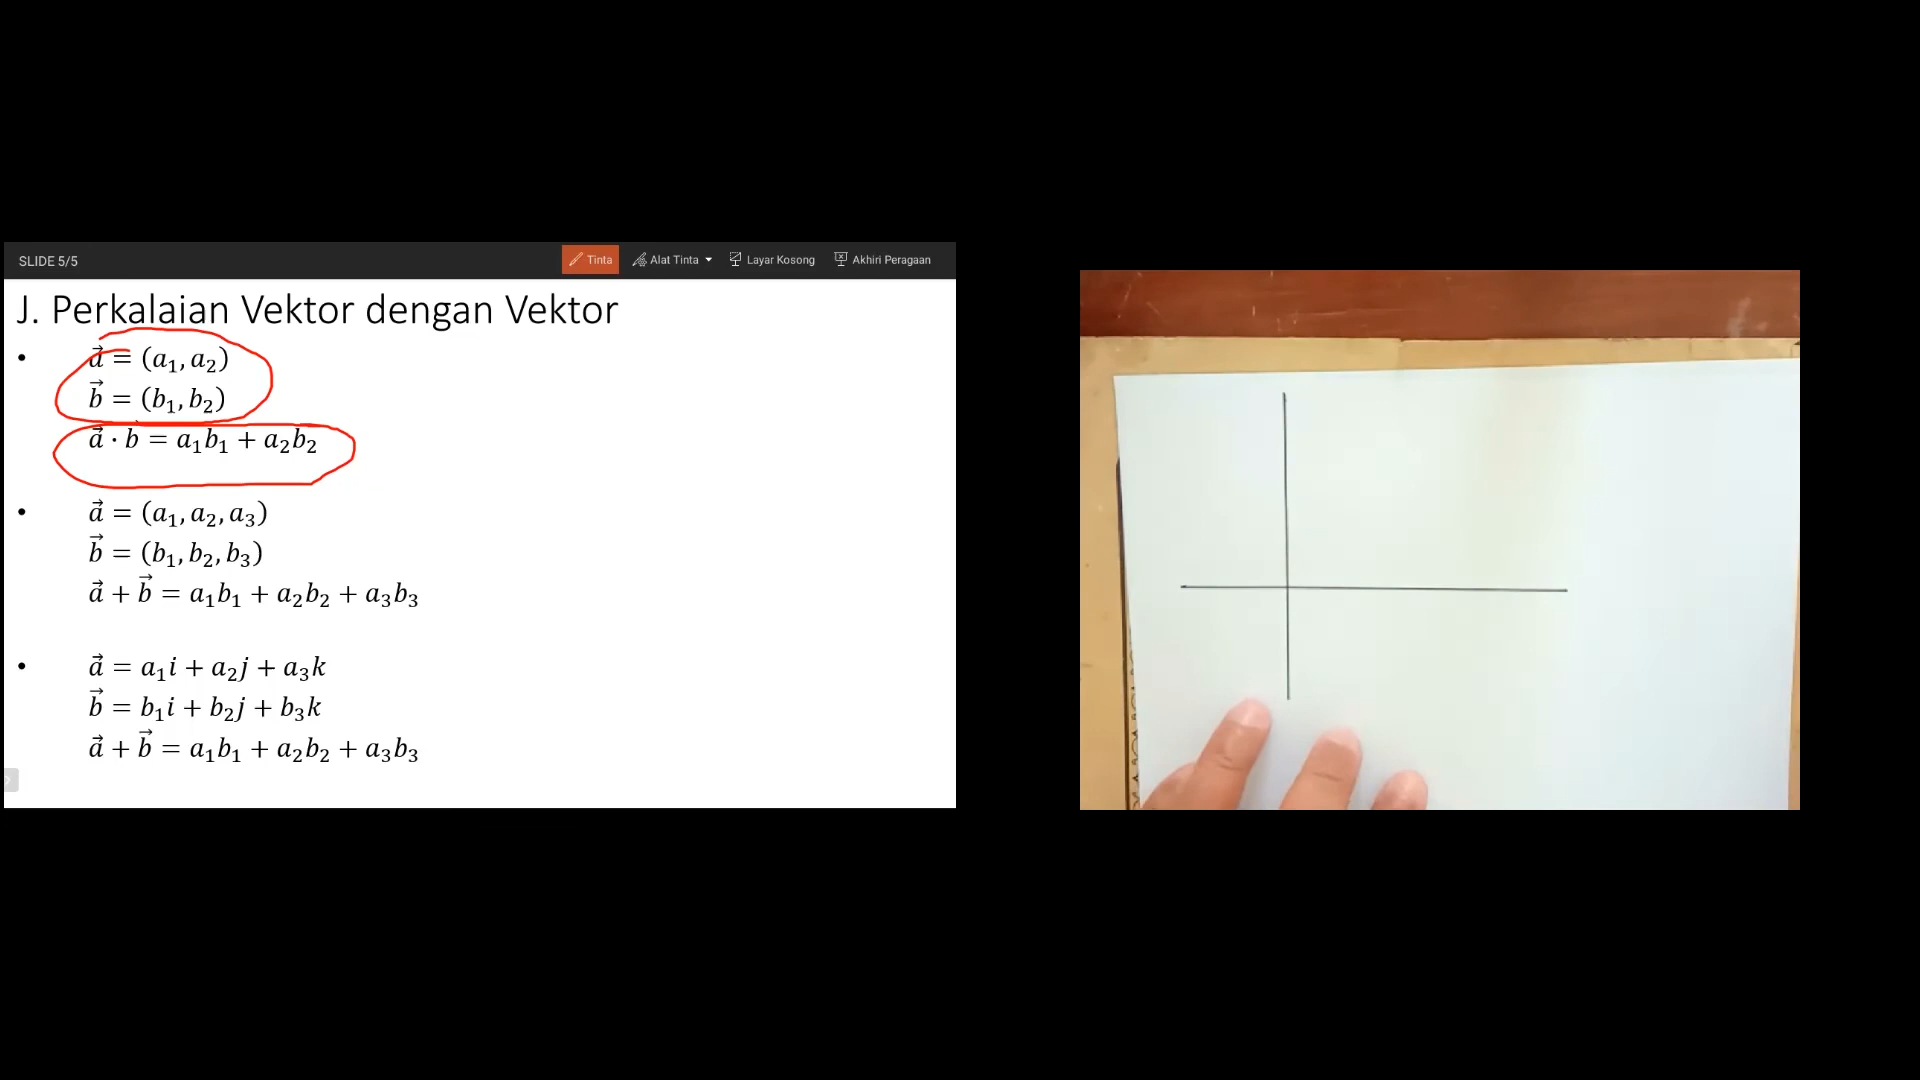 SLIDE 5/5
Tinta Alat Tinta Layar Kosong Akhiri Peragaan
J. Perkalaian Vektor dengan Vektor
• a⃗ = (a₁, a₂)
b⃗ = (b₁, b₂)
a⃗ · b⃗ = a₁b₁ + a₂b₂
• a⃗ = (a₁, a₂, a₃)
b⃗ = (b₁, b₂, b₃)
a⃗ + b⃗ = a₁b₁ + a₂b₂ + a₃b₃
• a⃗ = a₁i + a₂j + a₃k
b⃗ = b₁i + b₂j + b₃k
a⃗ + b⃗ = a₁b₁ + a₂b₂ + a₃b₃